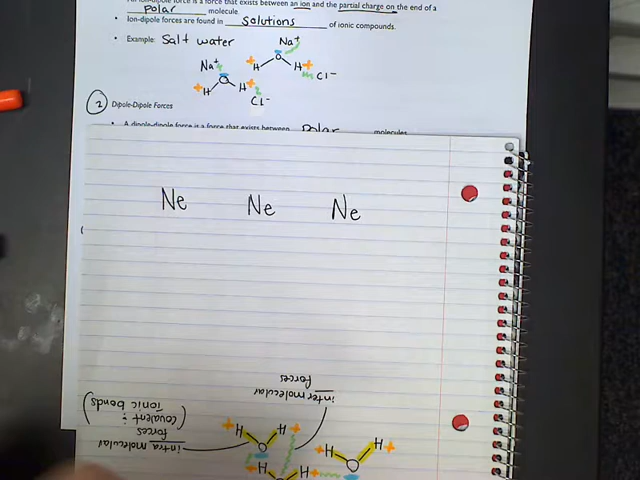 An ion-dipole force is a force that exists between an ion and the partial charge on the end of a
polar molecule
• Ion-dipole forces are found in solutions of ionic compounds.
• Example: Salt water
Na⁺
Na⁺ + O H H +
+ H O H + Cl⁻
Cl⁻
2 Dipole-Dipole Forces
• A dipole-dipole force is a force that exists between polar molecules
Ne Ne Ne
inter molecular
forces
intra molecular
forces
(covalent &
ionic bonds)
+ H O H +
+ H O H +
H H